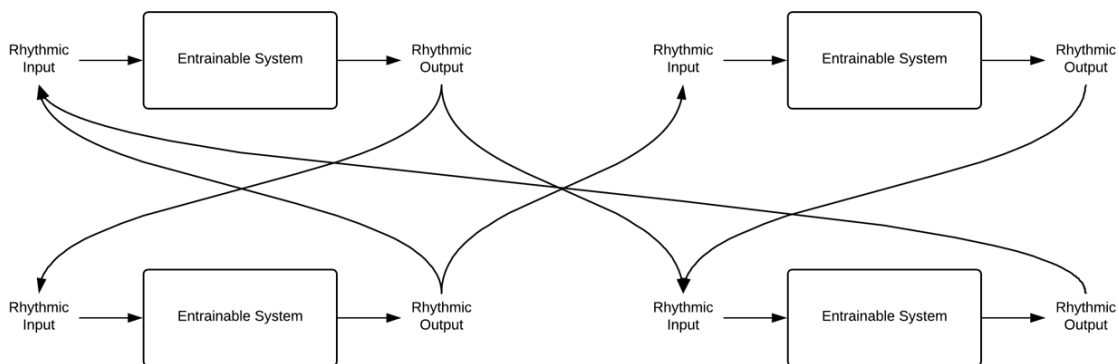 Rhythmic
Input
Entrainable System
Rhythmic
Output
Rhythmic
Input
Entrainable System
Rhythmic
Output
Rhythmic
Input
Entrainable System
Rhythmic
Output
Rhythmic
Input
Entrainable System
Rhythmic
Output